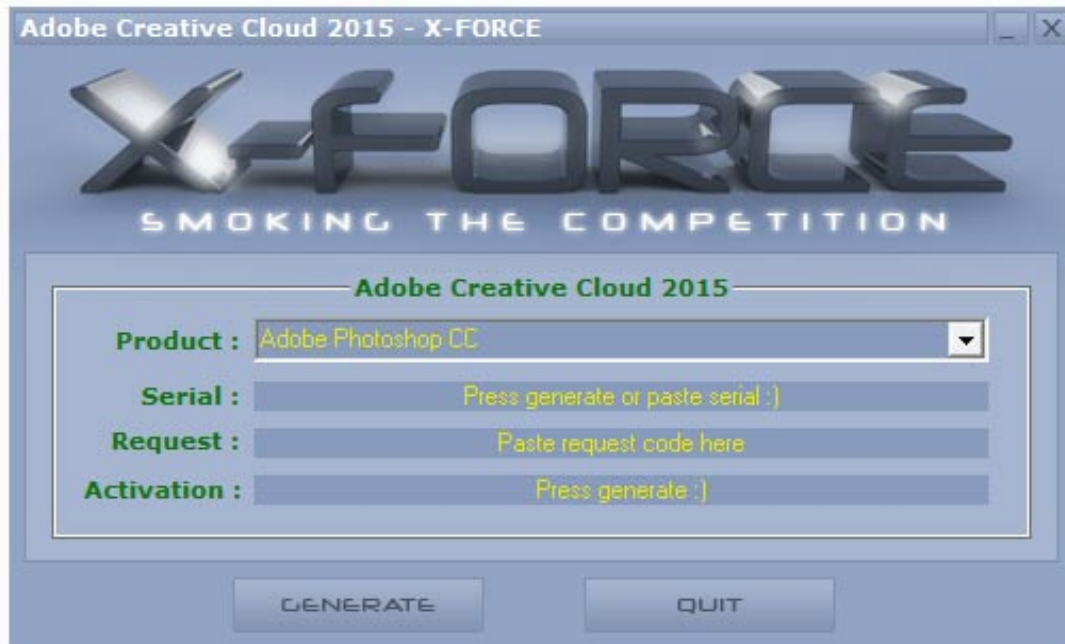 Adobe Creative Cloud 2015 - X-FORCE
X-FORCE
SMOKING THE COMPETITION
Adobe Creative Cloud 2015
Product : Adobe Photoshop CC
Serial : Press generate or paste serial :)
Request : Paste request code here
Activation : Press generate :)
GENERATE QUIT